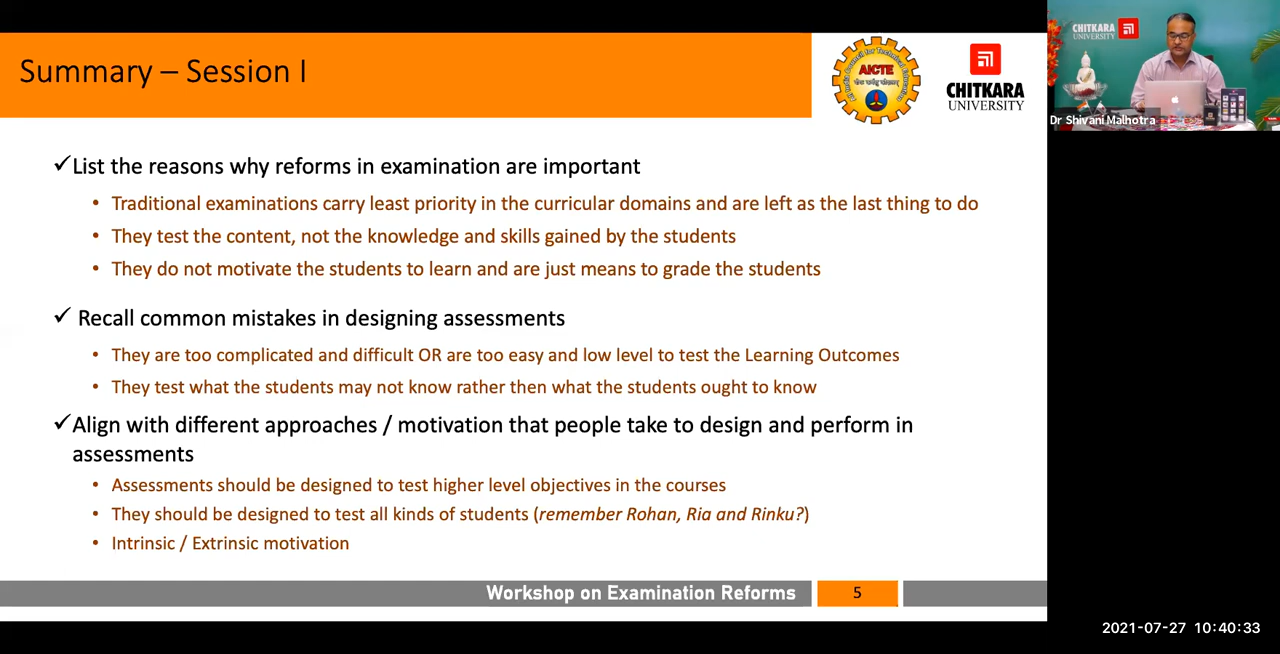 Summary – Session I
AICTE
CHITKARA
UNIVERSITY
CHITKARA
UNIVERSITY
Dr Shivani Malhotra
✓List the reasons why reforms in examination are important
• Traditional examinations carry least priority in the curricular domains and are left as the last thing to do
• They test the content, not the knowledge and skills gained by the students
• They do not motivate the students to learn and are just means to grade the students
✓ Recall common mistakes in designing assessments
• They are too complicated and difficult OR are too easy and low level to test the Learning Outcomes
• They test what the students may not know rather then what the students ought to know
✓Align with different approaches / motivation that people take to design and perform in
assessments
• Assessments should be designed to test higher level objectives in the courses
• They should be designed to test all kinds of students (remember Rohan, Ria and Rinku?)
• Intrinsic / Extrinsic motivation
Workshop on Examination Reforms
5
2021-07-27 10:40:33